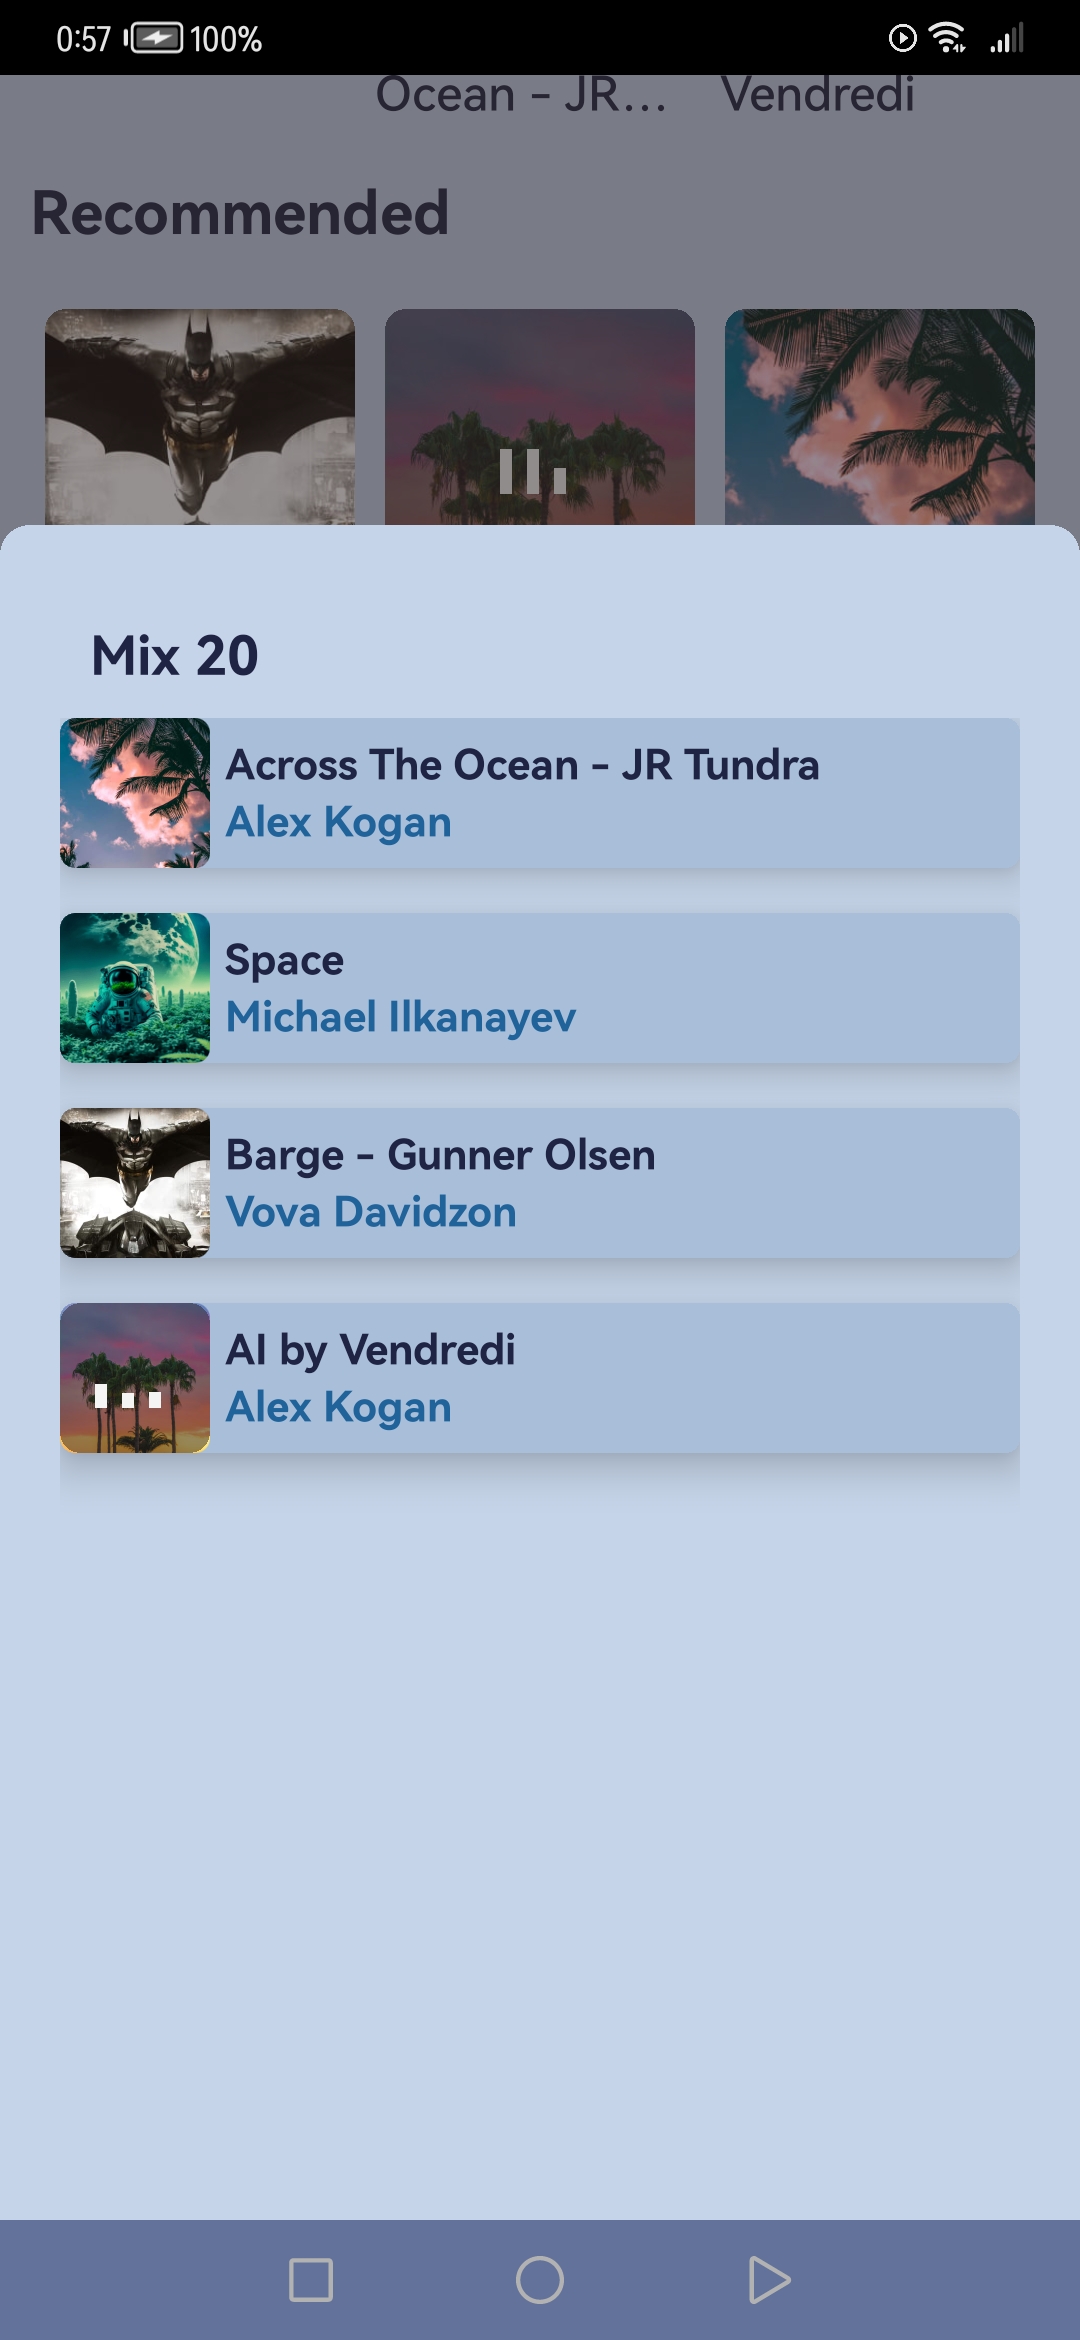 0:57 100%
Ocean - JR... Vendredi
Recommended
Mix 20
Across The Ocean - JR Tundra
Alex Kogan
Space
Michael Ilkanayev
Barge - Gunner Olsen
Vova Davidzon
AI by Vendredi
Alex Kogan